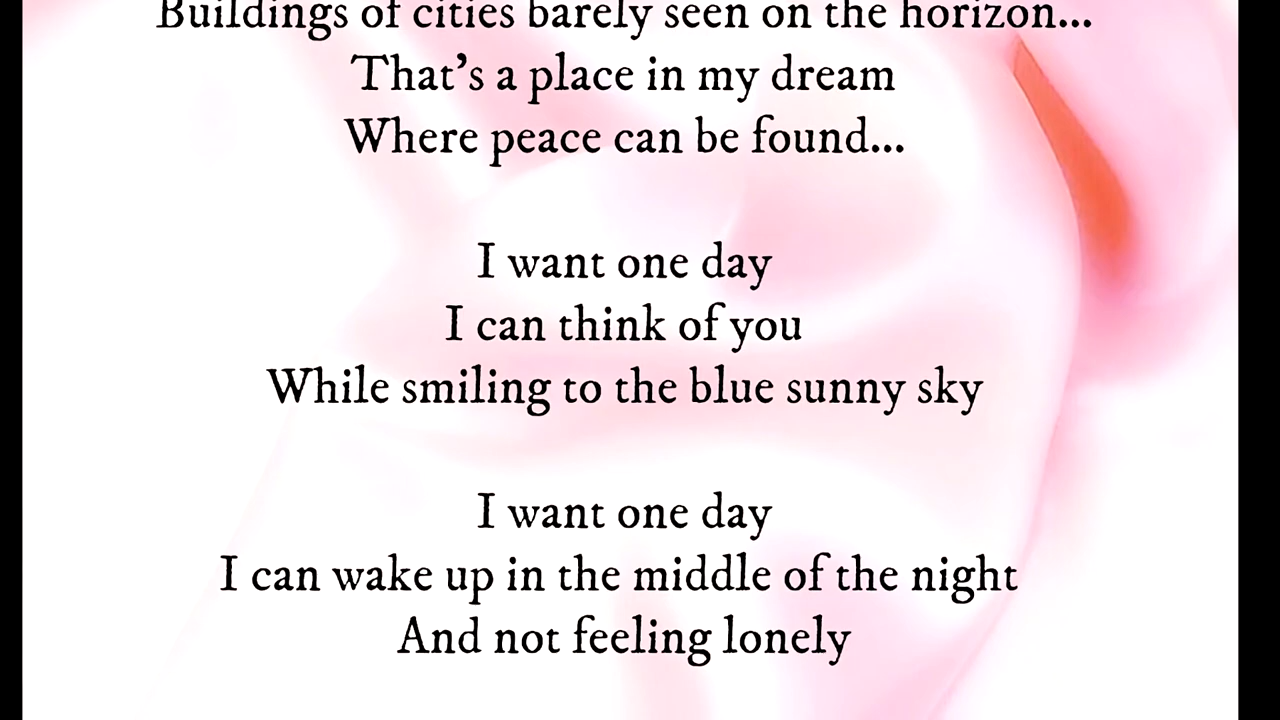 Buildings of cities barely seen on the horizon...
That's a place in my dream
Where peace can be found...
I want one day
I can think of you
While smiling to the blue sunny sky
I want one day
I can wake up in the middle of the night
And not feeling lonely